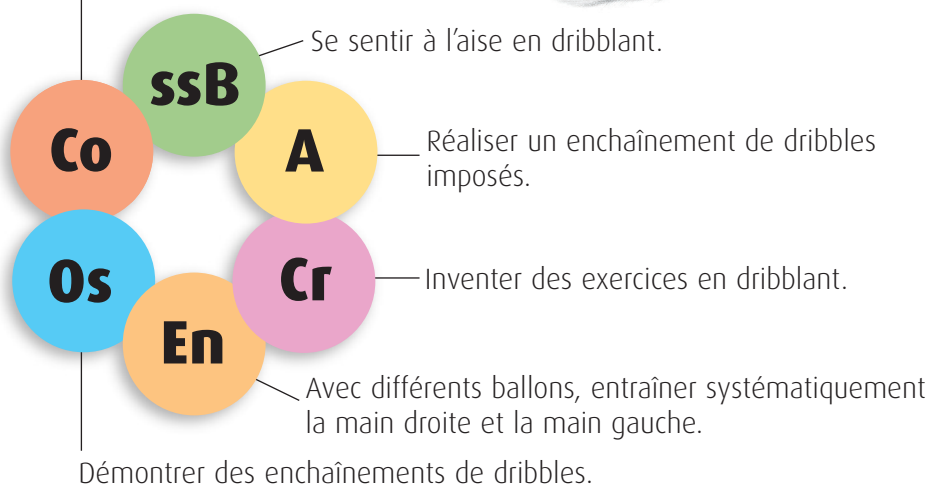 ssB
Se sentir à l’aise en dribblant.
Co
A
Réaliser un enchaînement de dribbles
imposés.
Os
Cr
Inventer des exercices en dribblant.
En
Avec différents ballons, entraîner systématiquement
la main droite et la main gauche.
Démontrer des enchaînements de dribbles.